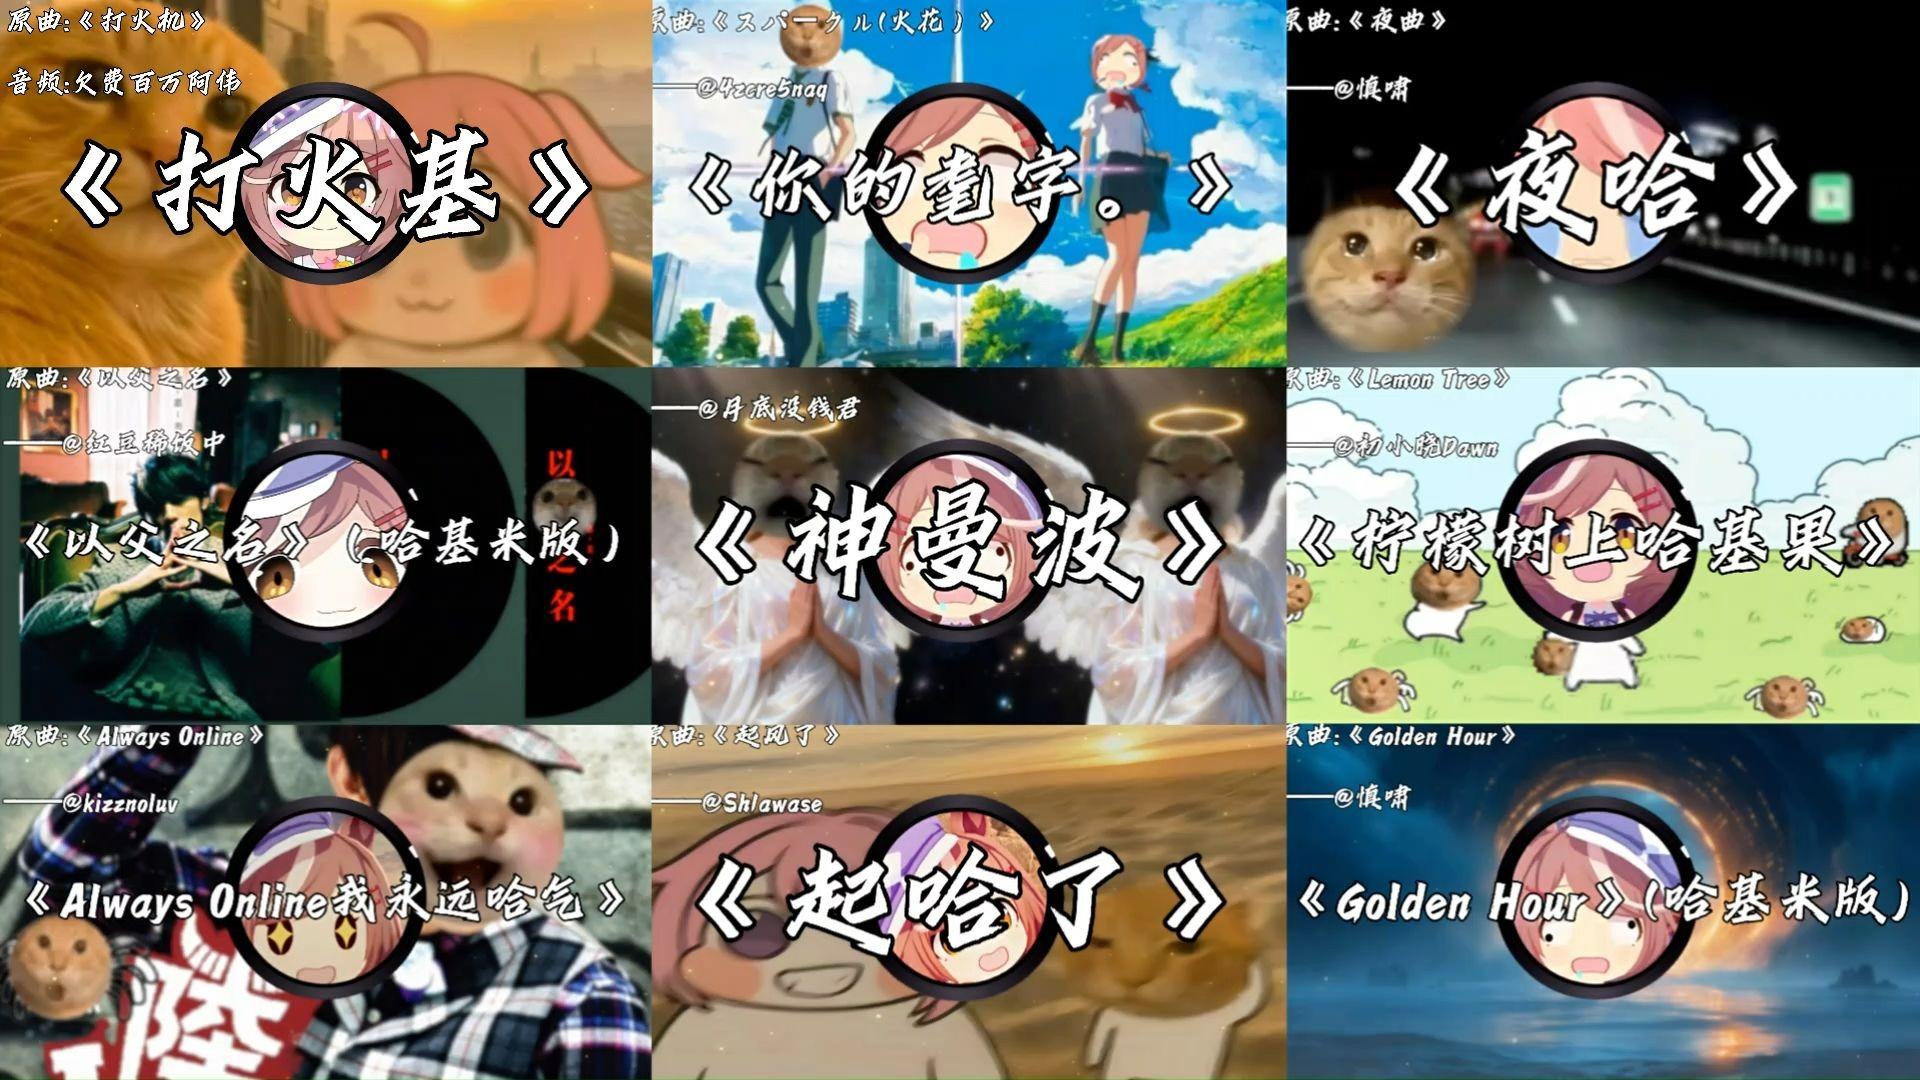 原曲:《打火机》
音频:欠费百万阿伟
《打火基》
原曲:《スパークル(火花)》
——@4zcre5naq
《你的耄字。》
原曲:《夜曲》
——@慎啸
《夜哈》
原曲:《以父之名》
——@红豆稀饭中
《以父之名》(哈基米版)
以
之
名
——@月底没钱君
《神曼波》
原曲:《Lemon Tree》
——@初小晓Dawn
《柠檬树上哈基果》
原曲:《Always Online》
——@kizznoluv
《Always Online我永远哈气》
陸
原曲:《起风了》
——@Shlawase
《起哈了》
原曲:《Golden Hour》
——@慎啸
《Golden Hour》(哈基米版)